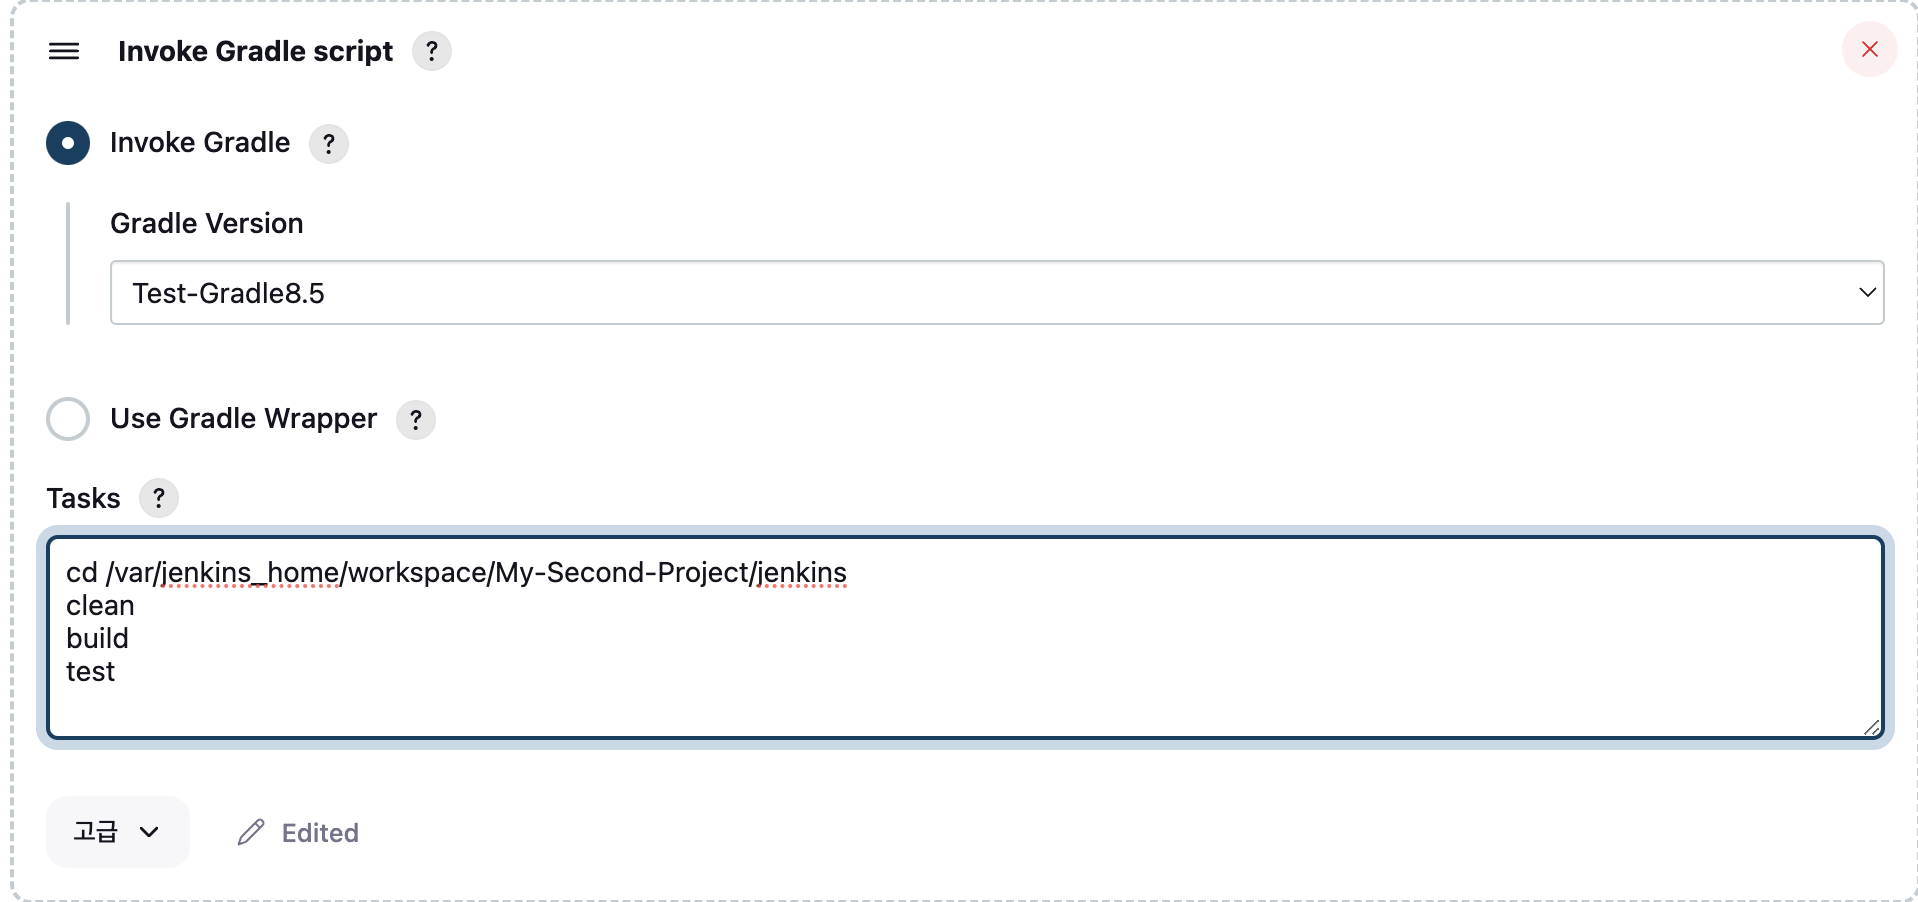 Invoke Gradle script ?
Invoke Gradle ?
Gradle Version
Test-Gradle8.5
Use Gradle Wrapper ?
Tasks ?
cd /var/jenkins_home/workspace/My-Second-Project/jenkins
clean
build
test
고급
Edited